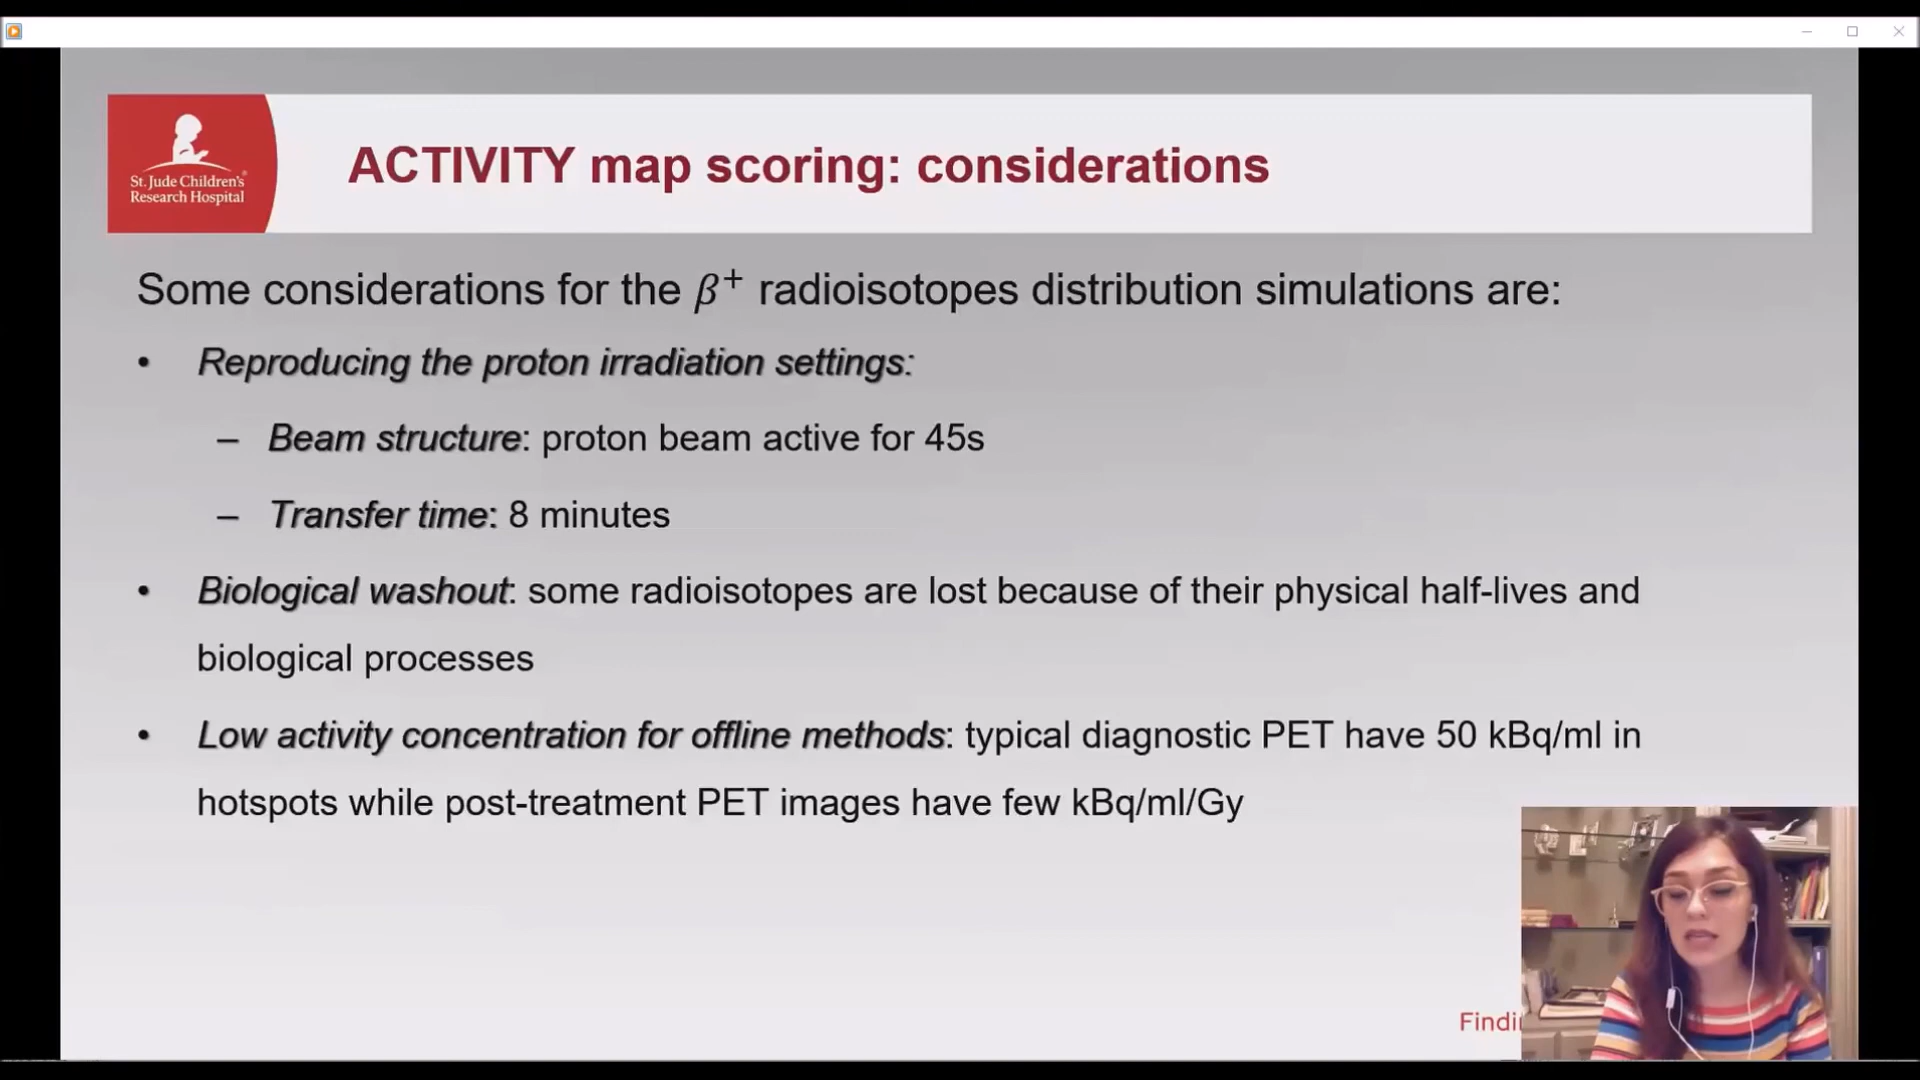 St. Jude Children's®
Research Hospital
ACTIVITY map scoring: considerations
Some considerations for the β⁺ radioisotopes distribution simulations are:
• Reproducing the proton irradiation settings:
– Beam structure: proton beam active for 45s
– Transfer time: 8 minutes
• Biological washout: some radioisotopes are lost because of their physical half-lives and
biological processes
• Low activity concentration for offline methods: typical diagnostic PET have 50 kBq/ml in
hotspots while post-treatment PET images have few kBq/ml/Gy
Findi